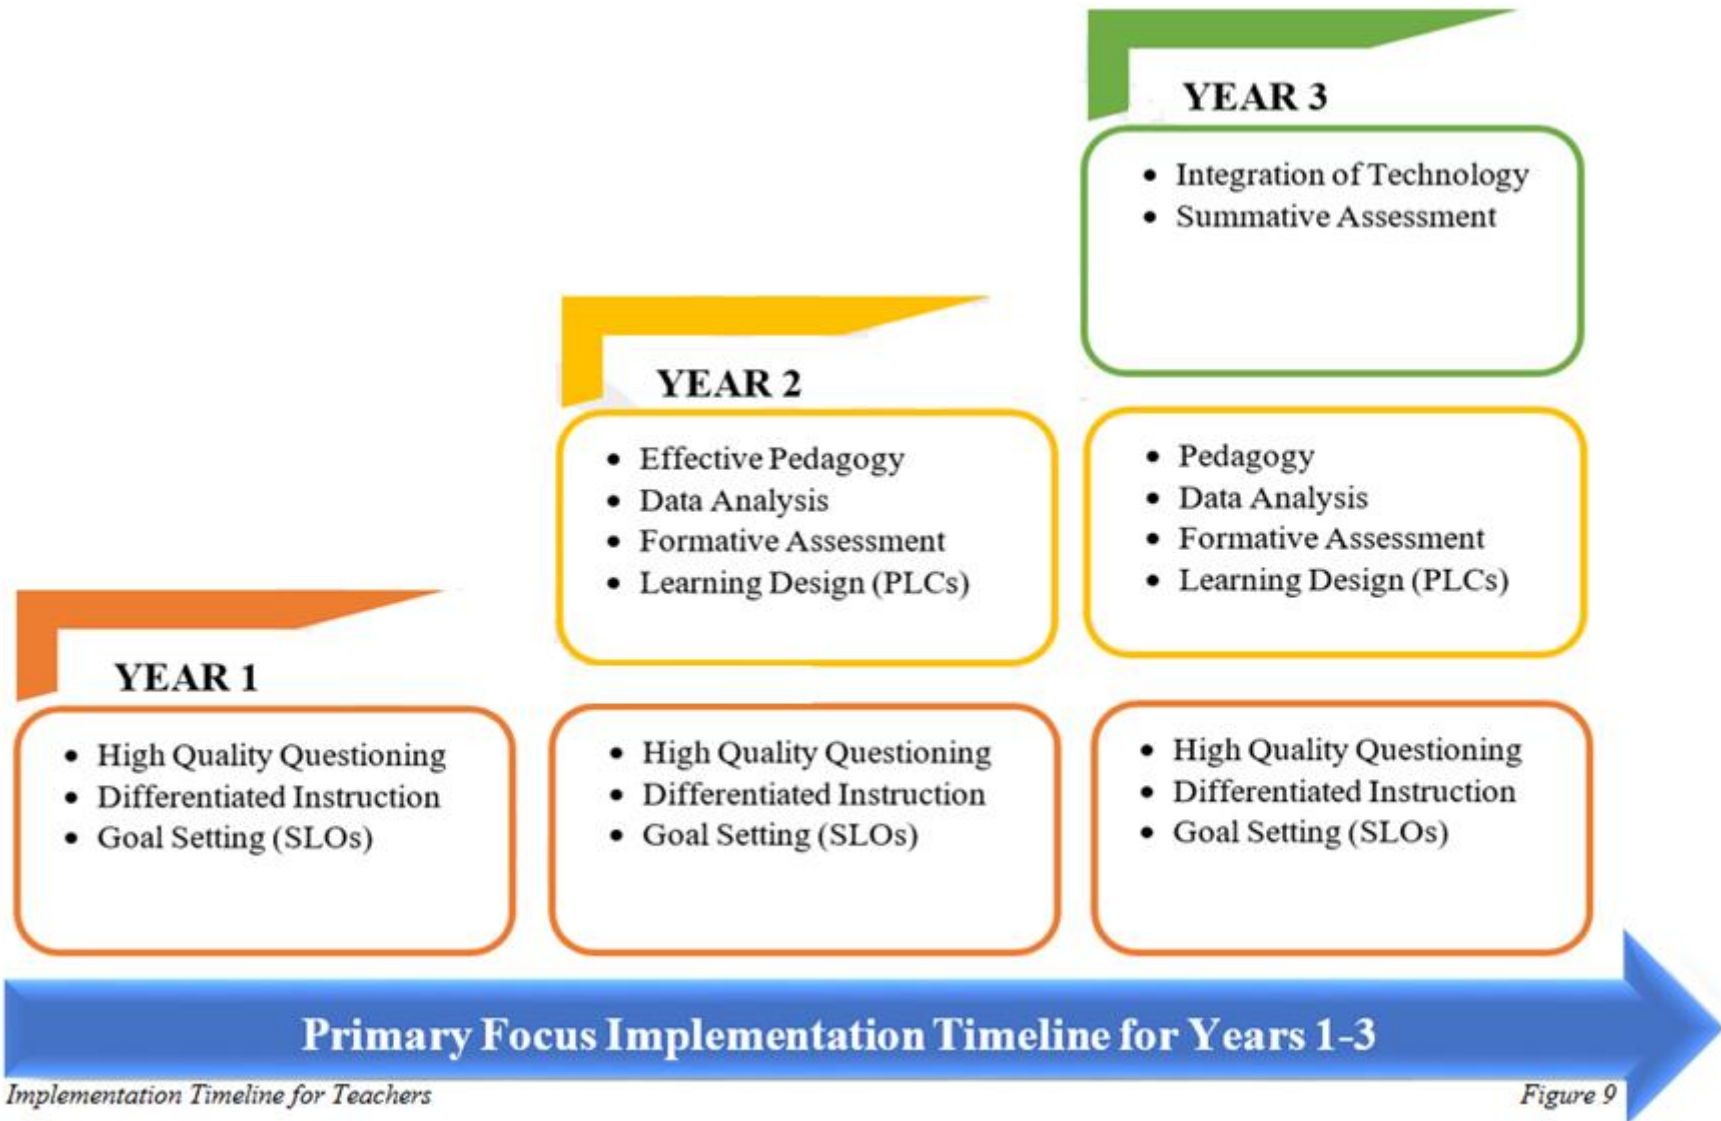 YEAR 3
• Integration of Technology
• Summative Assessment
YEAR 2
• Effective Pedagogy
• Data Analysis
• Formative Assessment
• Learning Design (PLCs)
• Pedagogy
• Data Analysis
• Formative Assessment
• Learning Design (PLCs)
YEAR 1
• High Quality Questioning
• Differentiated Instruction
• Goal Setting (SLOs)
• High Quality Questioning
• Differentiated Instruction
• Goal Setting (SLOs)
• High Quality Questioning
• Differentiated Instruction
• Goal Setting (SLOs)
Primary Focus Implementation Timeline for Years 1-3
Implementation Timeline for Teachers
Figure 9